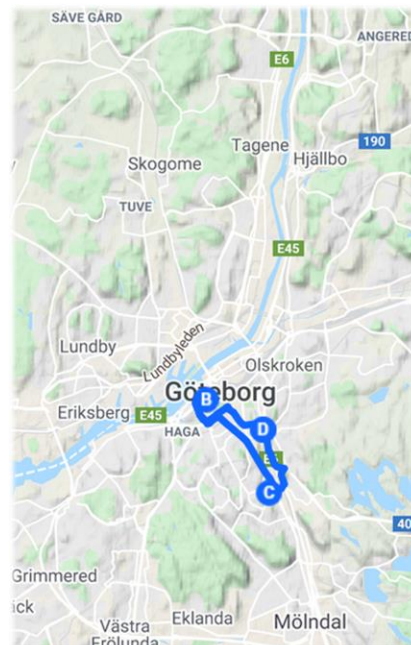 SÄVE GÅRD
ANGERED
E6
Tagene
190
Skogome
Hjällbo
TUVE
E45
Lundbyleden
Lundby
Olskroken
Göteborg
B
Eriksberg
E45
HAGA
D
C
40
Grimmered
Eklanda
Mölndal
Västra
Frölunda